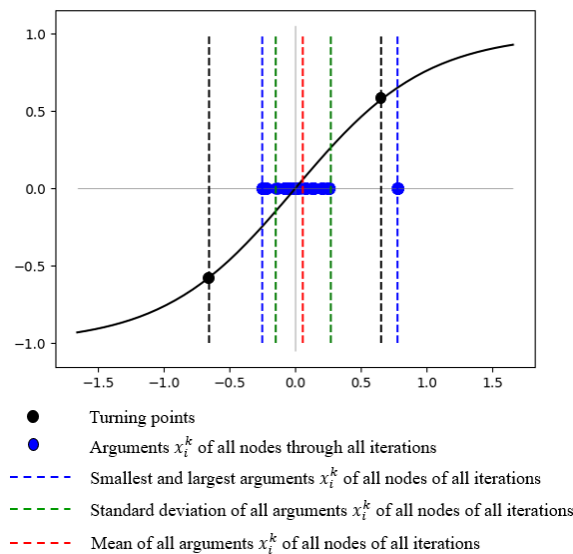 1.0
0.5
0.0
−0.5
−1.0
−1.5 −1.0 −0.5 0.0 0.5 1.0 1.5
Turning points
Arguments $x_i^k$ of all nodes through all iterations
Smallest and largest arguments $x_i^k$ of all nodes of all iterations
Standard deviation of all arguments $x_i^k$ of all nodes of all iterations
Mean of all arguments $x_i^k$ of all nodes of all iterations